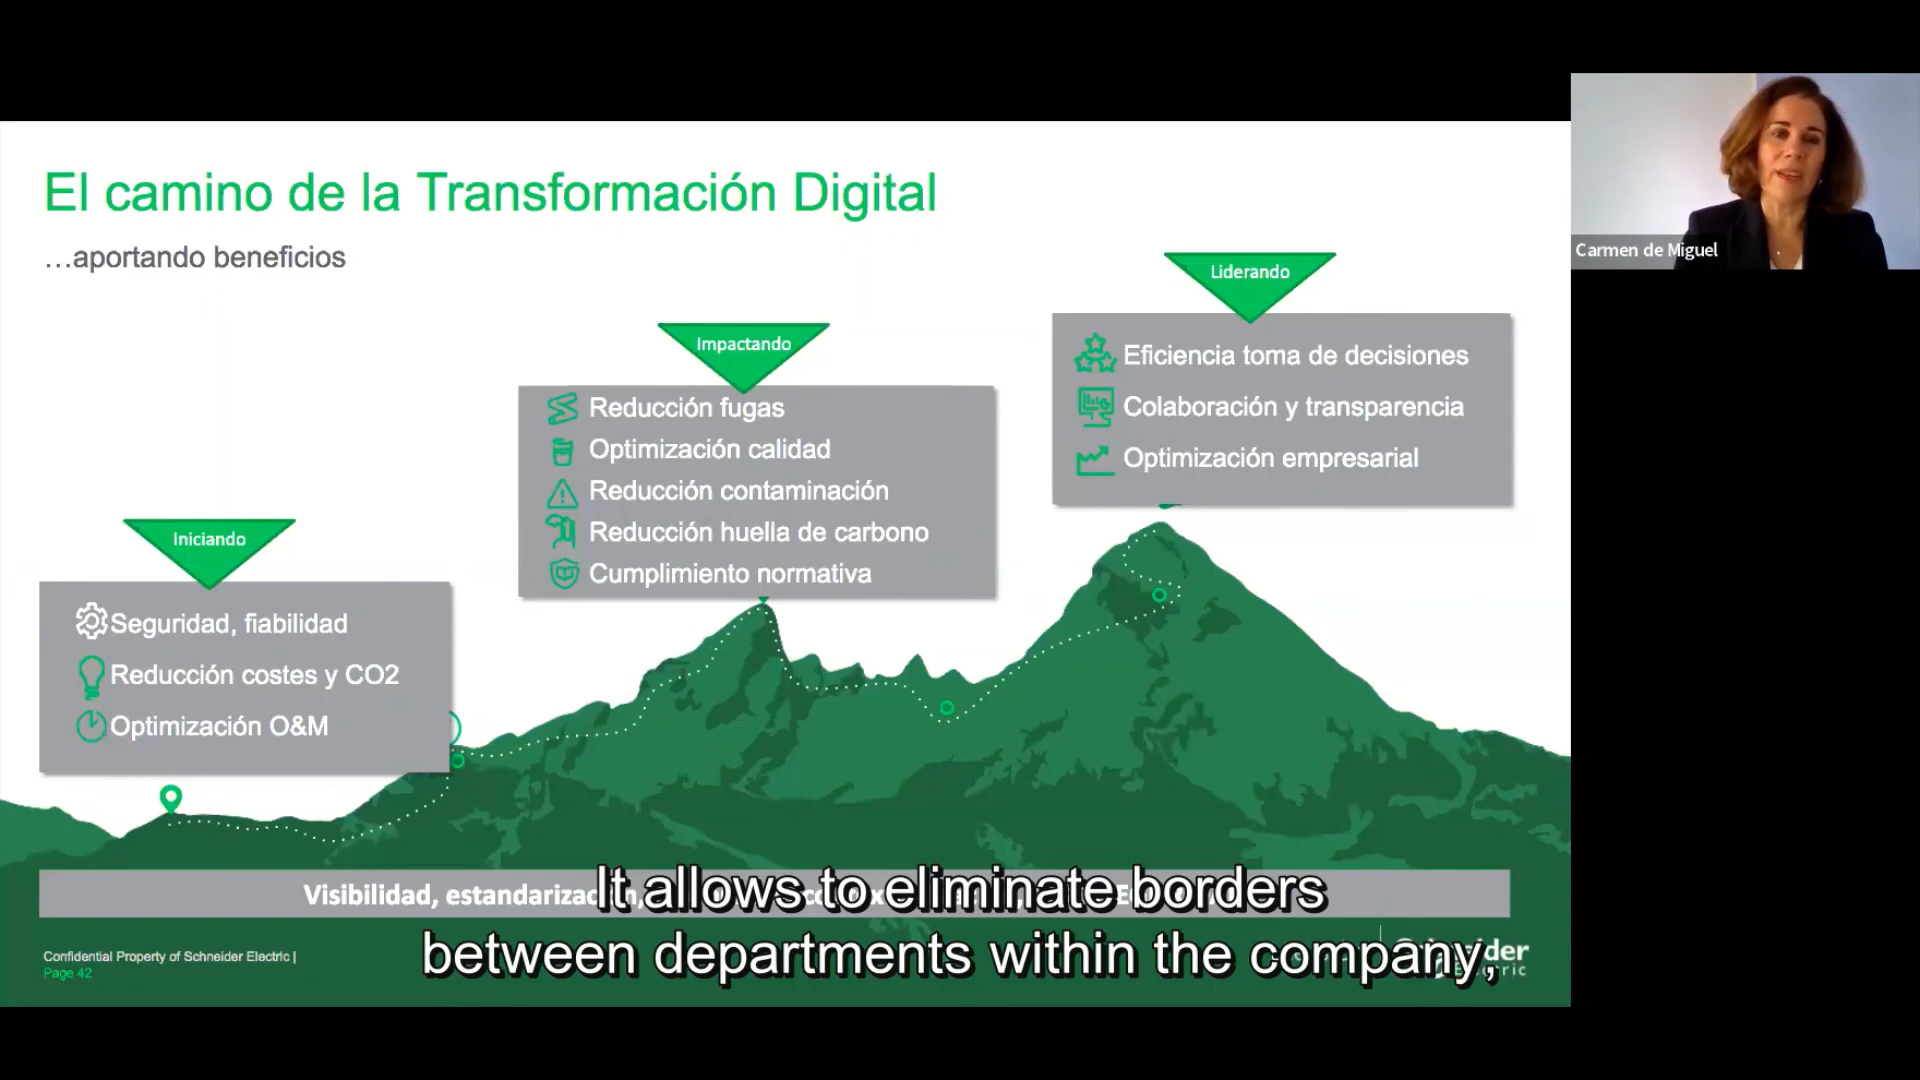 El camino de la Transformación Digital
…aportando beneficios
Carmen de Miguel
Liderando
Eficiencia toma de decisiones
Colaboración y transparencia
Optimización empresarial
Impactando
Reducción fugas
Optimización calidad
Reducción contaminación
Reducción huella de carbono
Cumplimiento normativa
Iniciando
Seguridad, fiabilidad
Reducción costes y CO2
Optimización O&M
Visibilidad, estandarización,
It allows to eliminate borders
between departments within the company,
Confidential Property of Schneider Electric |
Page 42